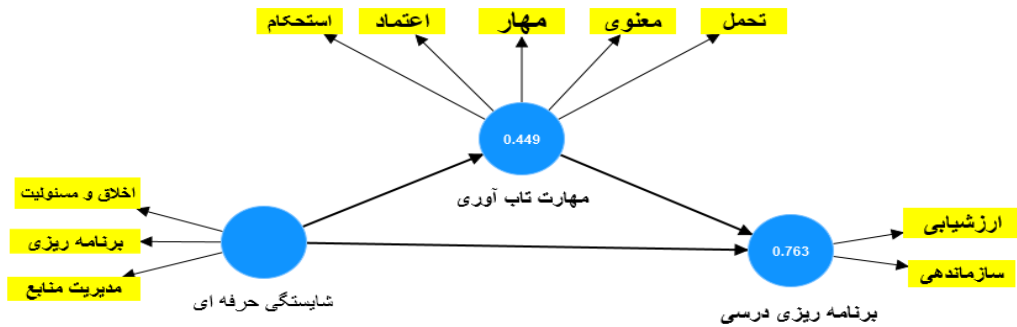 استحکام
اعتماد
مهار
معنوی
تحمل
0.449
مهارت تاب آوری
اخلاق و مسئولیت
برنامه ریزی
مدیریت منابع
شایستگی حرفه ای
0.763
برنامه ریزی درسی
ارزشیابی
سازماندهی